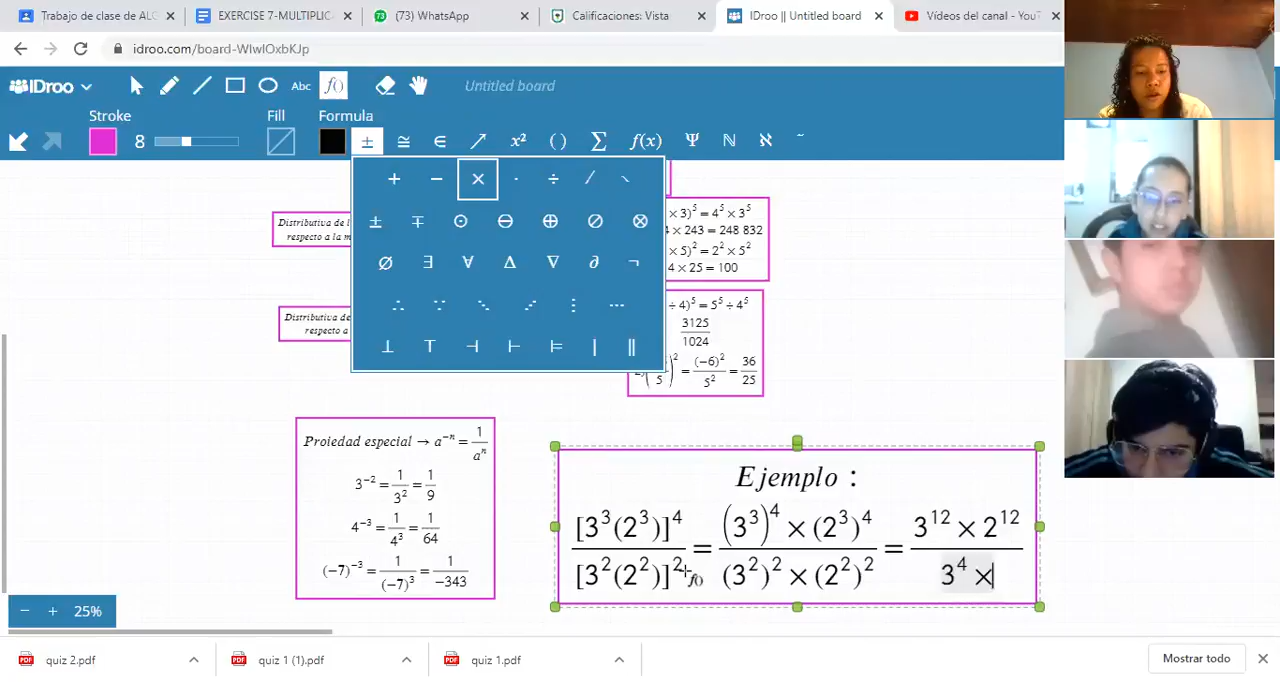 Trabajo de clase de ALG
EXERCISE 7-MULTIPLIC
(73) WhatsApp
Calificaciones: Vista
IDroo || Untitled board
Vídeos del canal - YouT
idroo.com/board-WIwIOxbKJp
IDroo
Abc
f()
Untitled board
Stroke
Fill
Formula
8
± ≅ ∈ x² ( ) ∑ f(x) Ψ ℕ ℵ ~
+ − × · ÷ ∕ ∖
± ∓ ⊙ ⊖ ⊕ ⊘ ⊗
∅ ∃ ∀ Δ ∇ ∂ ¬
∴ ∵ ⋱ ⋰ ⋮ ⋯
⊥ ⊤ ⊣ ⊢ ⊨ | ‖
Distributiva de l
respecto a la m
× 3)⁵ = 4⁵ × 3⁵
× 243 = 248 832
× 5)² = 2² × 5²
4 × 25 = 100
Distributiva de
respecto a
÷ 4)⁵ = 5⁵ ÷ 4⁵
3125
1024
5)² = (−6)²/5² = 36/25
Proiedad especial → a⁻ⁿ = 1/aⁿ
3⁻² = 1/3² = 1/9
4⁻³ = 1/4³ = 1/64
(−7)⁻³ = 1/(−7)³ = 1/−343
Ejemplo :
[3³(2³)]⁴/[3²(2²)]² = (3³)⁴ × (2³)⁴/(3²)² × (2²)² = 3¹² × 2¹²/3⁴ ×
f()
− + 25%
quiz 2.pdf
quiz 1 (1).pdf
quiz 1.pdf
Mostrar todo